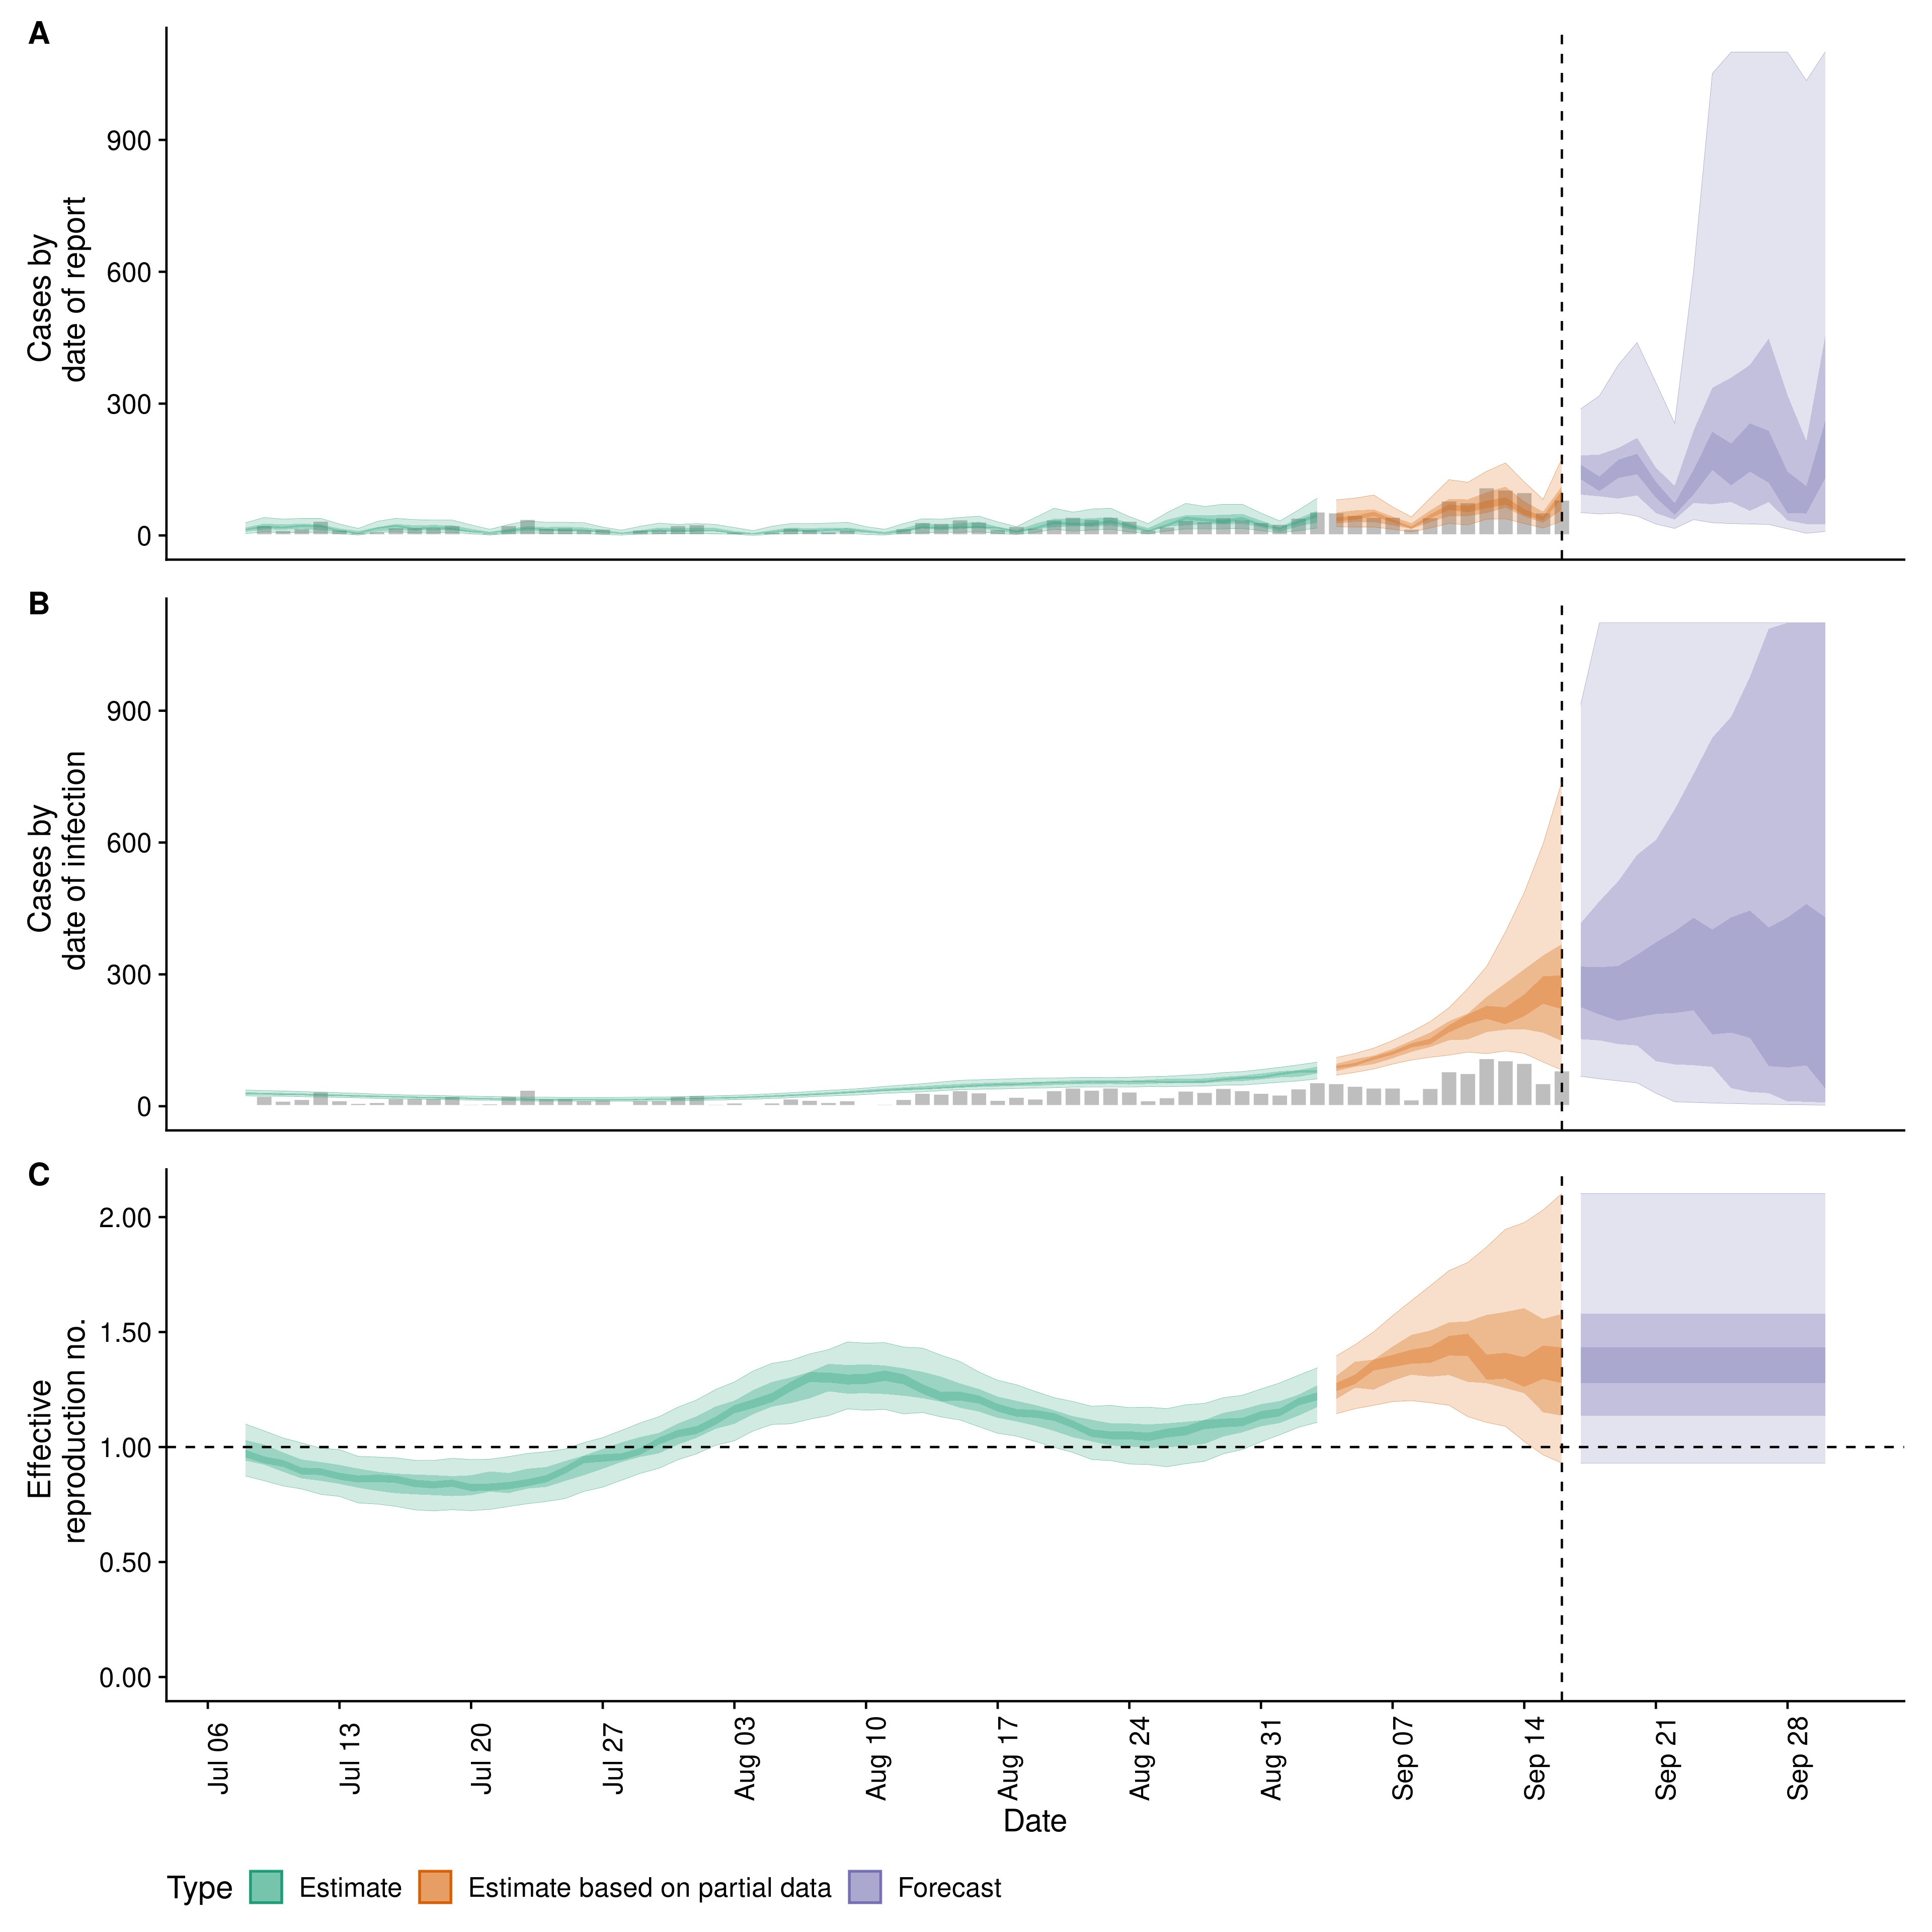 A
Cases by
date of report
900
600
300
0
B
Cases by
date of infection
900
600
300
0
C
Effective
reproduction no.
2.00
1.50
1.00
0.50
0.00
Jul 06
Jul 13
Jul 20
Jul 27
Aug 03
Aug 10
Aug 17
Aug 24
Aug 31
Sep 07
Sep 14
Sep 21
Sep 28
Date
Type Estimate Estimate based on partial data Forecast